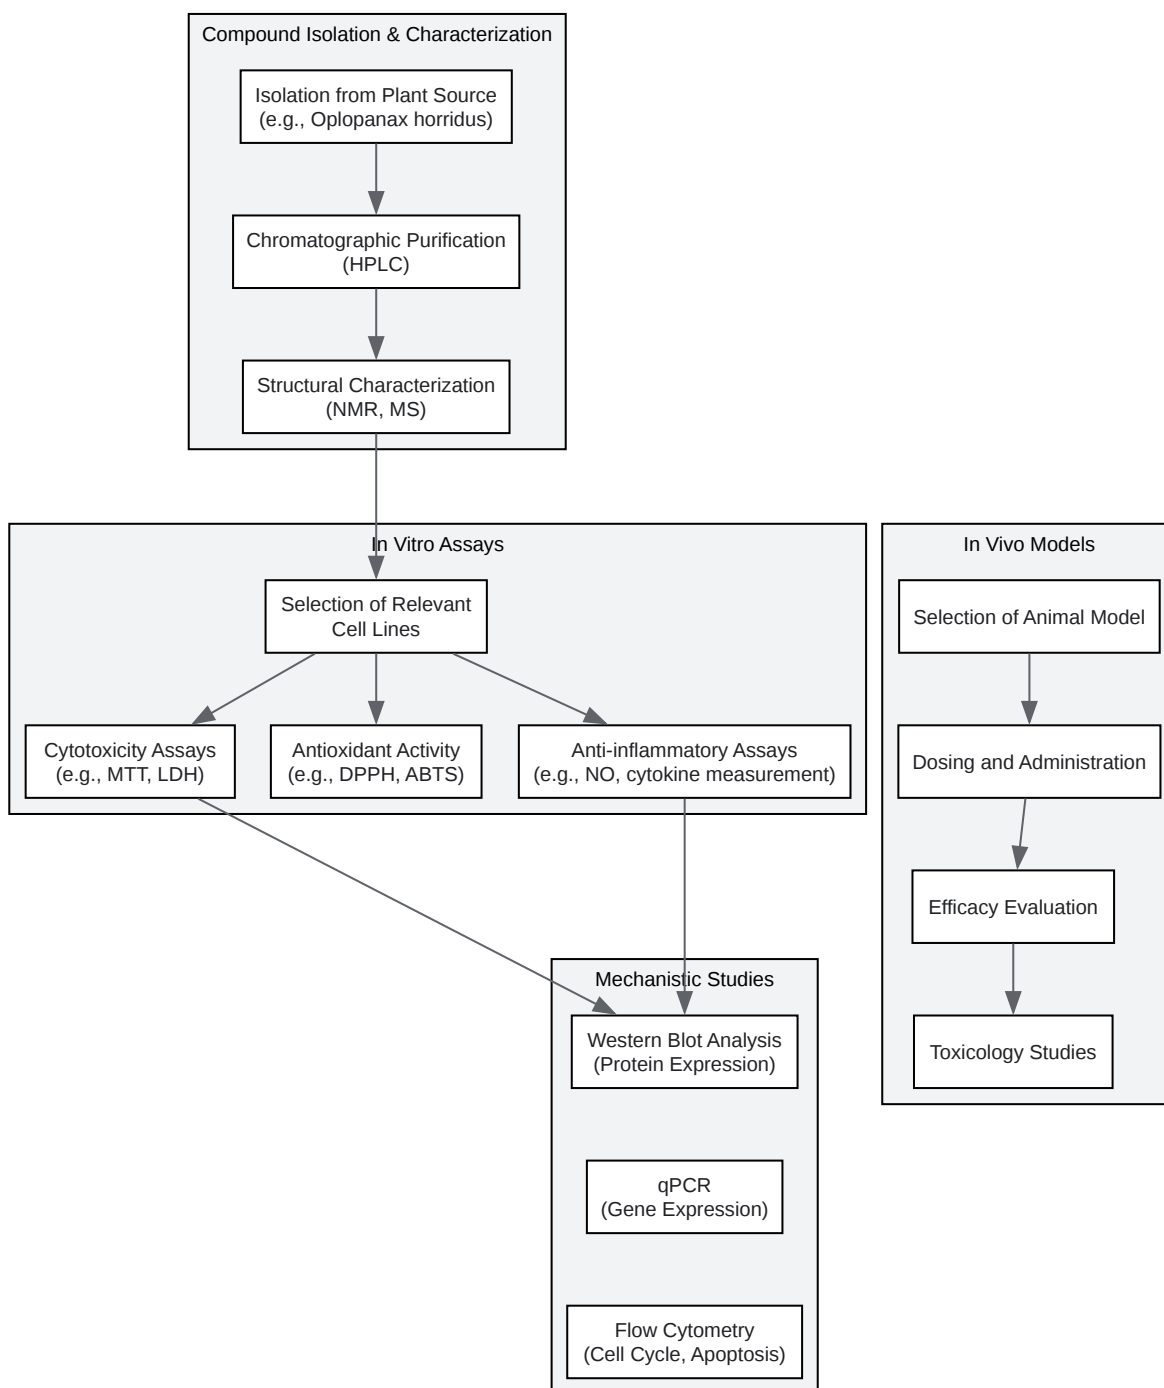 Compound Isolation & Characterization
Isolation from Plant Source
(e.g., Oplopanax horridus)
Chromatographic Purification
(HPLC)
Structural Characterization
(NMR, MS)
In Vitro Assays
Selection of Relevant
Cell Lines
Cytotoxicity Assays
(e.g., MTT, LDH)
Antioxidant Activity
(e.g., DPPH, ABTS)
Anti-inflammatory Assays
(e.g., NO, cytokine measurement)
In Vivo Models
Selection of Animal Model
Dosing and Administration
Efficacy Evaluation
Toxicology Studies
Mechanistic Studies
Western Blot Analysis
(Protein Expression)
qPCR
(Gene Expression)
Flow Cytometry
(Cell Cycle, Apoptosis)